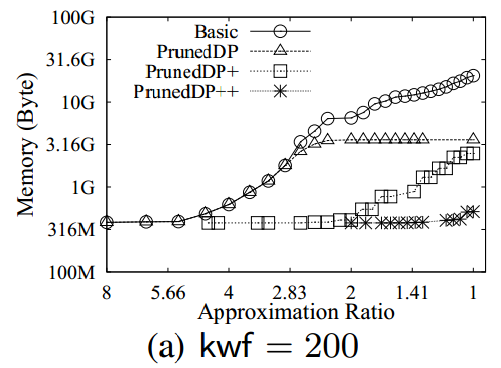 100G
31.6G
10G
3.16G
1G
316M
100M
Memory (Byte)
Basic
PrunedDP
PrunedDP+
PrunedDP++
8 5.66 4 2.83 2 1.41 1
Approximation Ratio
(a) kwf = 200